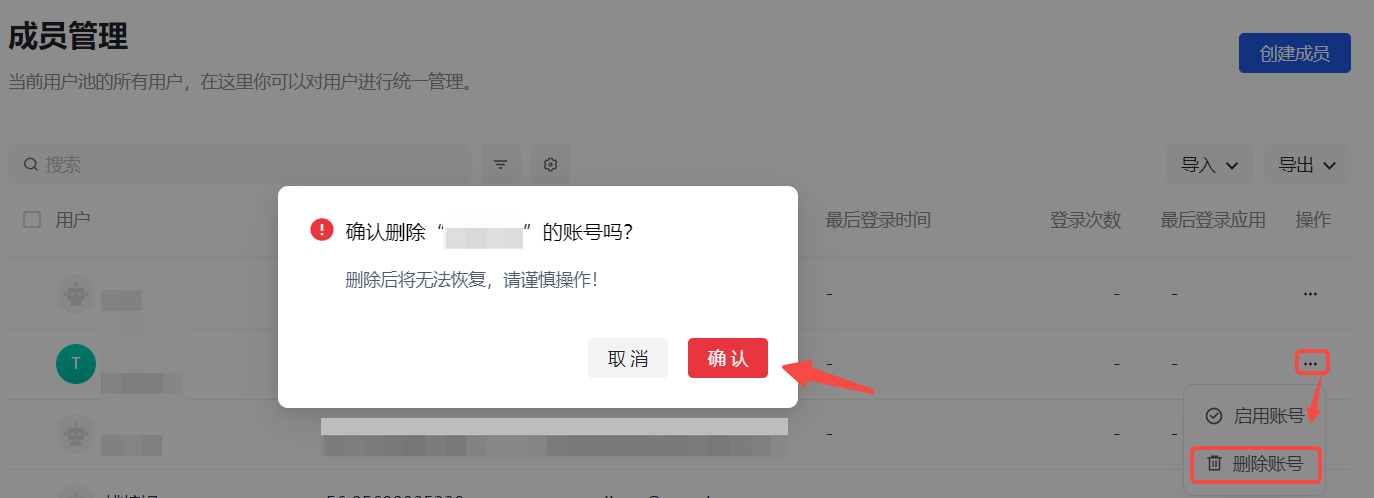 成员管理
创建成员
当前用户池的所有用户，在这里你可以对用户进行统一管理。
搜索
导入
导出
用户
最后登录时间
登录次数
最后登录应用
操作
确认删除“
”的账号吗？
删除后将无法恢复，请谨慎操作！
取消
确认
- - - ...
T
- - - ...
- - -
启用账号
删除账号